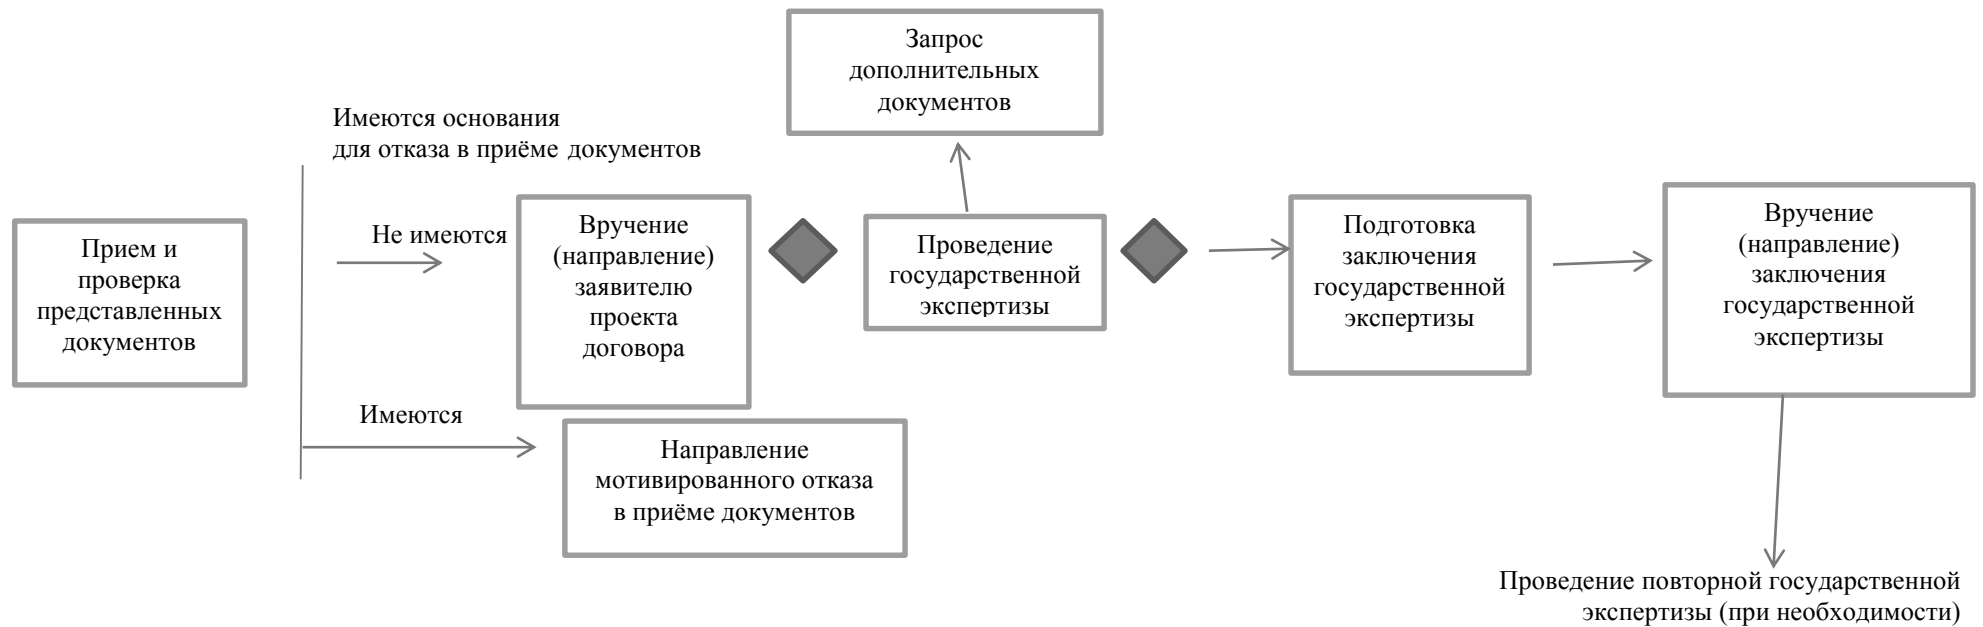 Запрос
дополнительных
документов
Имеются основания
для отказа в приёме документов
Прием и
проверка
представленных
документов
Не имеются
Вручение
(направление)
заявителю
проекта
договора
Проведение
государственной
экспертизы
Подготовка
заключения
государственной
экспертизы
Вручение
(направление)
заключения
государственной
экспертизы
Имеются
Направление
мотивированного отказа
в приёме документов
Проведение повторной государственной
экспертизы (при необходимости)